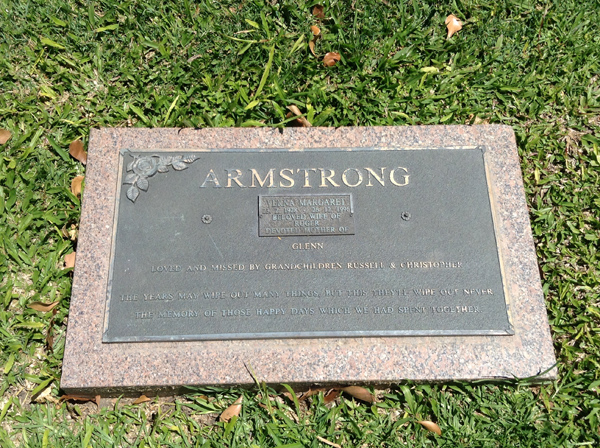 ARMSTRONG
VERNA MARGARET
BELOVED WIFE OF
ROGER
DEVOTED MOTHER OF
GLENN
LOVED AND MISSED BY GRANDCHILDREN RUSSELL & CHRISTOPHER
THE YEARS MAY WIPE OUT MANY THINGS, BUT THIS THEY'LL WIPE OUT NEVER
THE MEMORY OF THOSE HAPPY DAYS WHICH WE HAD SPENT TOGETHER